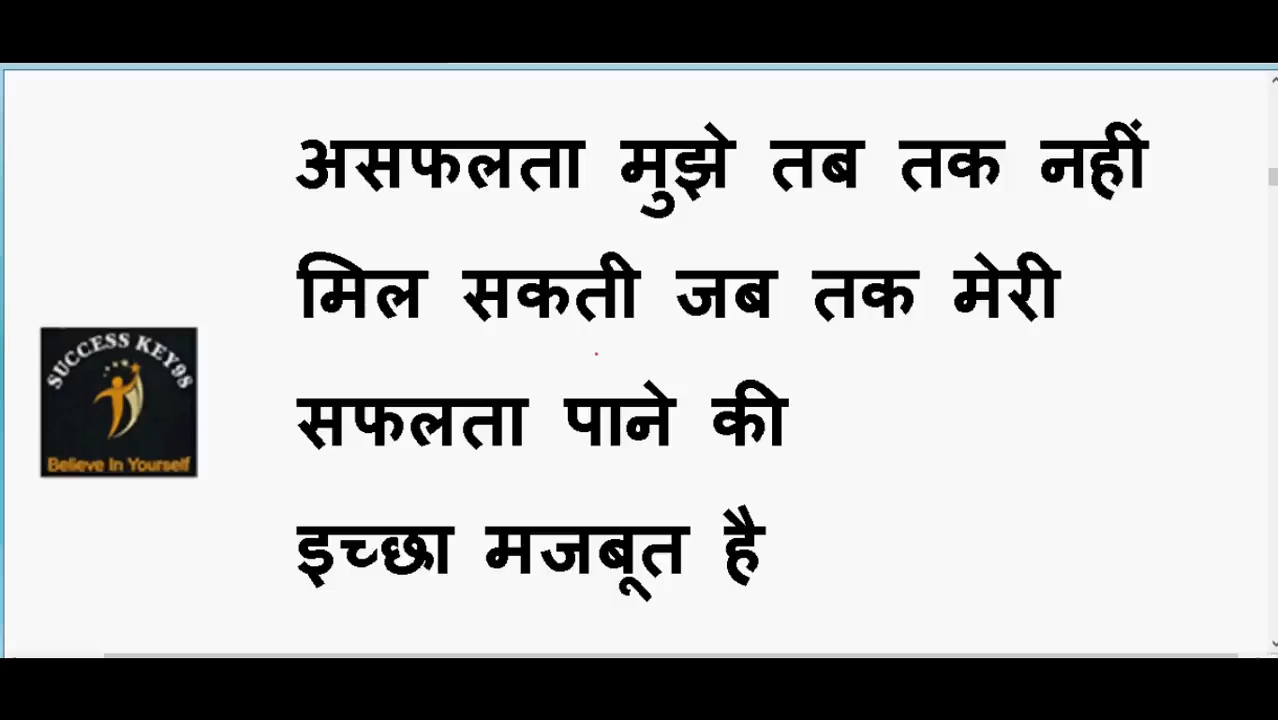 असफलता मुझे तब तक नहीं
मिल सकती जब तक मेरी
सफलता पाने की
इच्छा मजबूत है
SUCCESS KEY98
Believe In Yourself